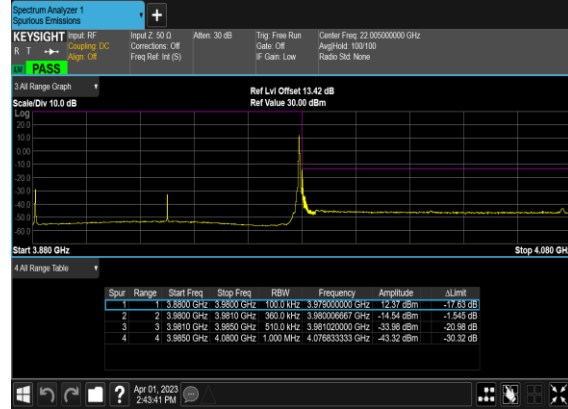 Spectrum Analyzer 1
Spurious Emissions
KEYSIGHT Input: RF Input Z: 50 Ω Atten: 30 dB Trig: Free Run Center Freq: 22.005000000 GHz
R T Coupling: DC Corrections: Off Gate: Off Avg|Hold: 100/100
Align: Off Freq Ref: Int (S) IF Gain: Low Radio Std: None
PASS
3 All Range Graph
Ref Lvl Offset 13.42 dB
Scale/Div 10.0 dB Ref Value 30.00 dBm
Log
20.0
10.0
0.00
-10.0
-20.0
-30.0
-40.0
-50.0
-60.0
Start 3.880 GHz Stop 4.080 GHz
4 All Range Table
Spur Range Start Freq Stop Freq RBW Frequency Amplitude ΔLimit
1 1 3.8800 GHz 3.9800 GHz 100.0 kHz 3.979000000 GHz 12.37 dBm -17.63 dB
2 2 3.9800 GHz 3.9810 GHz 360.0 kHz 3.980006667 GHz -14.54 dBm -1.545 dB
3 3 3.9810 GHz 3.9850 GHz 510.0 kHz 3.981020000 GHz -33.98 dBm -20.98 dB
4 4 3.9850 GHz 4.0800 GHz 1.000 MHz 4.076833333 GHz -43.32 dBm -30.32 dB
? Apr 01, 2023
2:43:41 PM